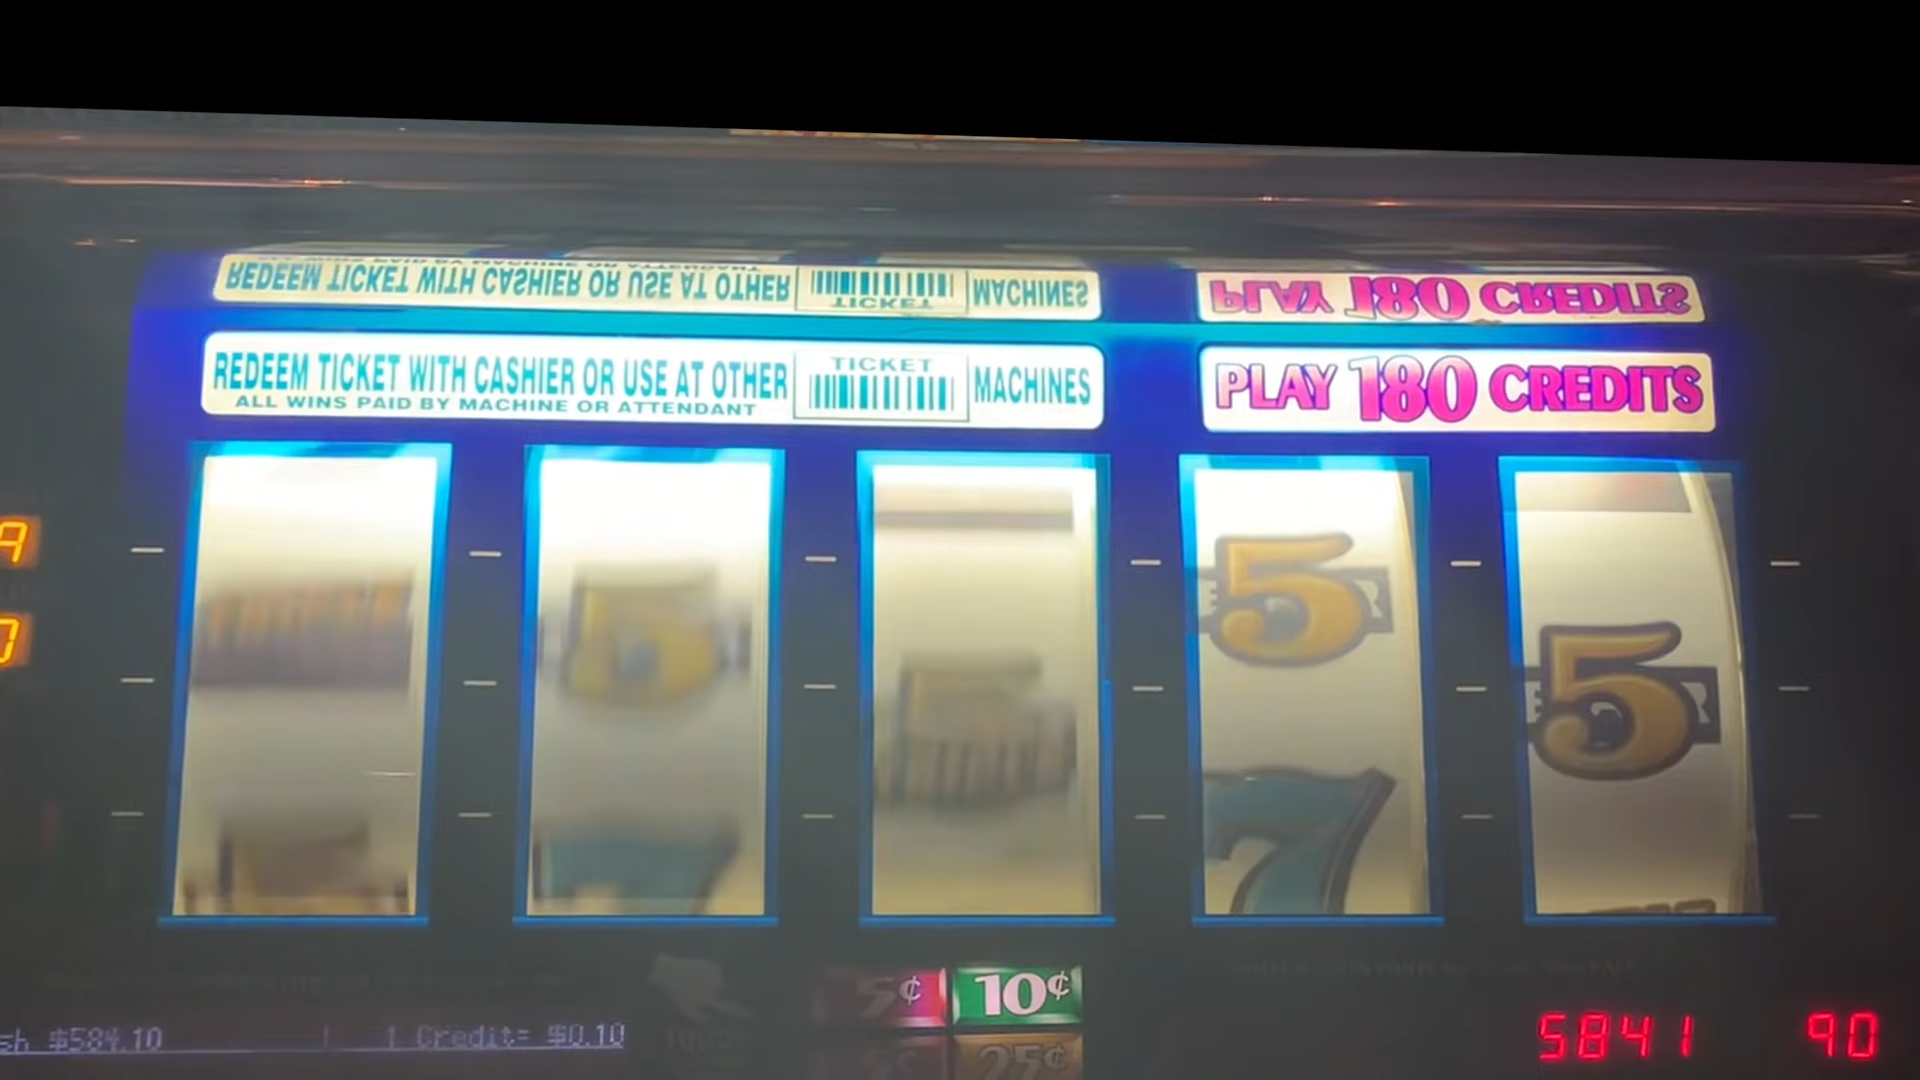 REDEEM TICKET WITH CASHIER OR USE AT OTHER TICKET MACHINES
PLAY 180 CREDITS
REDEEM TICKET WITH CASHIER OR USE AT OTHER TICKET MACHINES
ALL WINS PAID BY MACHINE OR ATTENDANT
PLAY 180 CREDITS
9
5
5
5
7
5¢ 10¢
25¢
$584.10 1 Credit= $0.10
5841 90